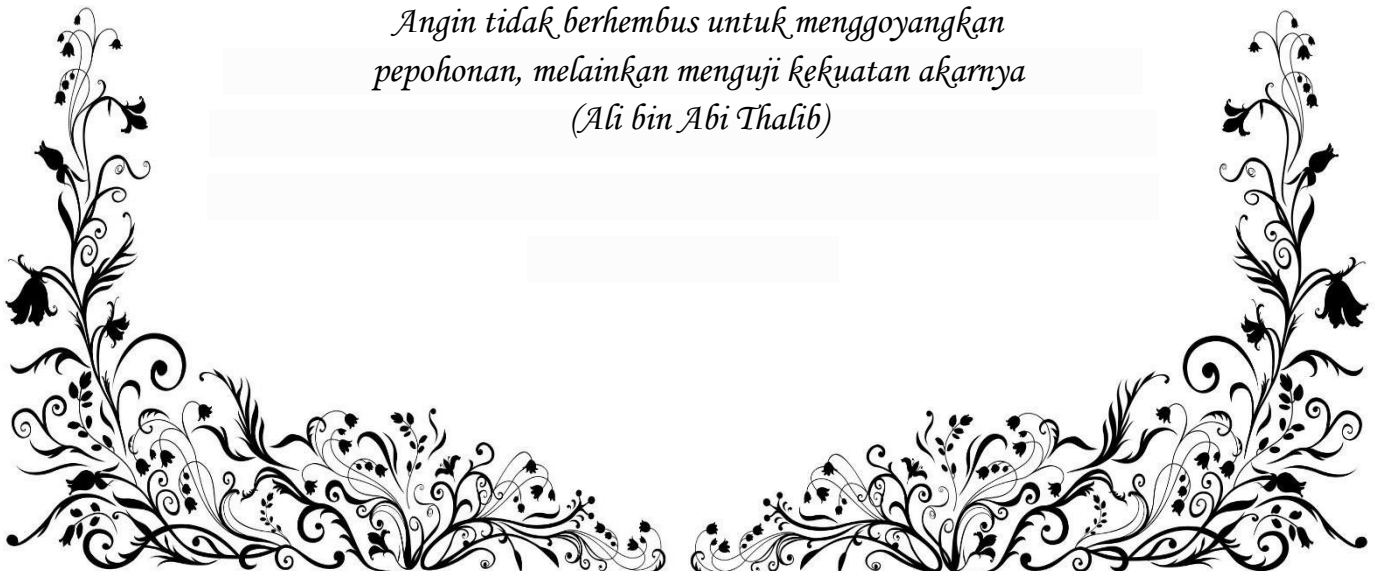 Angin tidak berhembus untuk menggoyangkan
pepohonan, melainkan menguji kekuatan akarnya
(Ali bin Abi Thalib)